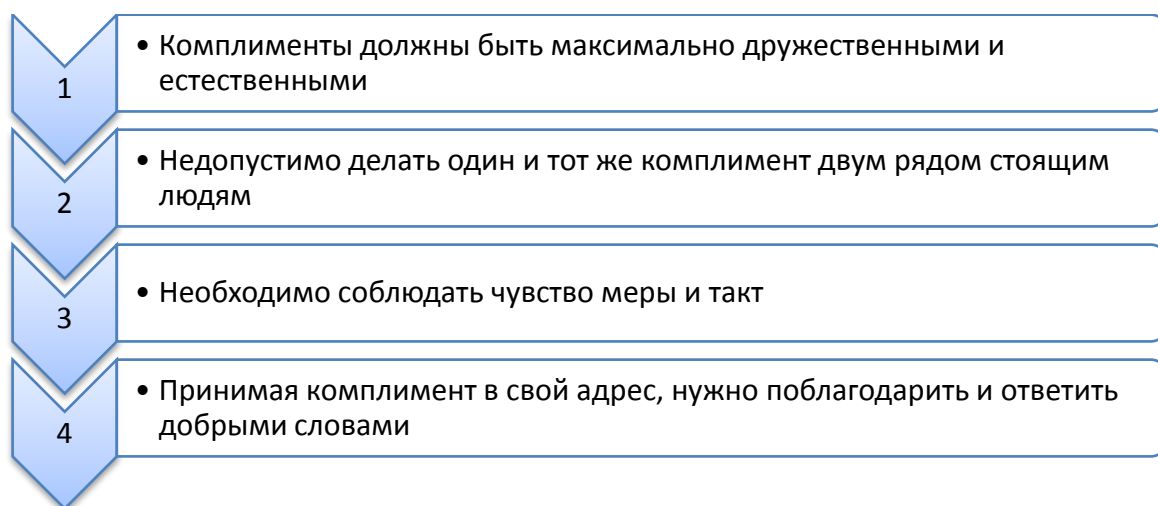 1
• Комплименты должны быть максимально дружественными и
естественными
2
• Недопустимо делать один и тот же комплимент двум рядом стоящим
людям
3
• Необходимо соблюдать чувство меры и такт
4
• Принимая комплимент в свой адрес, нужно поблагодарить и ответить
добрыми словами